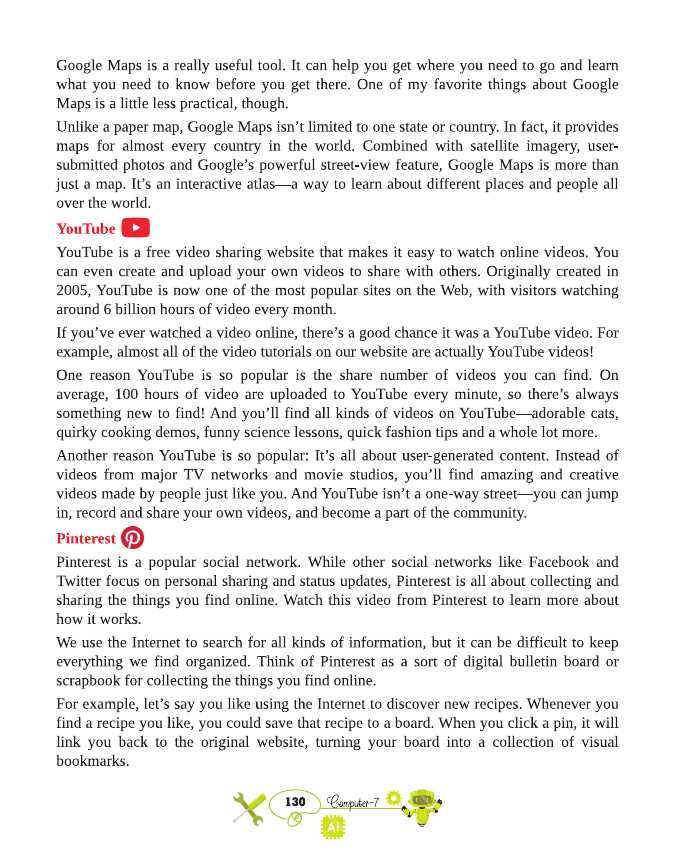 Google Maps is a really useful tool. It can help you get where you need to go and learn
what you need to know before you get there. One of my favorite things about Google
Maps is a little less practical, though.
Unlike a paper map, Google Maps isn't limited to one state or country. In fact, it provides
maps for almost every country in the world. Combined with satellite imagery, user-
submitted photos and Google's powerful street-view feature, Google Maps is more than
just a map. It's an interactive atlas—a way to learn about different places and people all
over the world.
YouTube
YouTube is a free video sharing website that makes it easy to watch online videos. You
can even create and upload your own videos to share with others. Originally created in
2005, YouTube is now one of the most popular sites on the Web, with visitors watching
around 6 billion hours of video every month.
If you've ever watched a video online, there's a good chance it was a YouTube video. For
example, almost all of the video tutorials on our website are actually YouTube videos!
One reason YouTube is so popular is the share number of videos you can find. On
average, 100 hours of video are uploaded to YouTube every minute, so there's always
something new to find! And you'll find all kinds of videos on YouTube—adorable cats,
quirky cooking demos, funny science lessons, quick fashion tips and a whole lot more.
Another reason YouTube is so popular: It's all about user-generated content. Instead of
videos from major TV networks and movie studios, you'll find amazing and creative
videos made by people just like you. And YouTube isn't a one-way street—you can jump
in, record and share your own videos, and become a part of the community.
Pinterest
Pinterest is a popular social network. While other social networks like Facebook and
Twitter focus on personal sharing and status updates, Pinterest is all about collecting and
sharing the things you find online. Watch this video from Pinterest to learn more about
how it works.
We use the Internet to search for all kinds of information, but it can be difficult to keep
everything we find organized. Think of Pinterest as a sort of digital bulletin board or
scrapbook for collecting the things you find online.
For example, let's say you like using the Internet to discover new recipes. Whenever you
find a recipe you like, you could save that recipe to a board. When you click a pin, it will
link you back to the original website, turning your board into a collection of visual
bookmarks.
130 Computer-7
AI